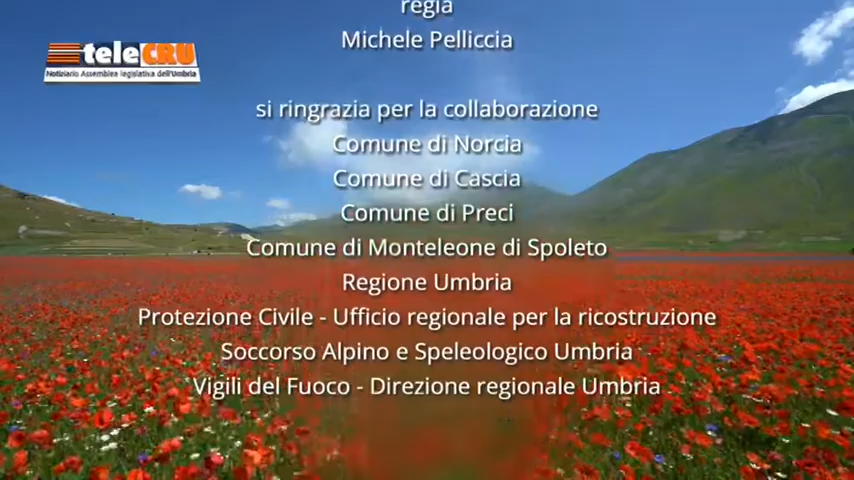 regia
Michele Pelliccia
teleCRU
Notiziario Assemblea legislativa dell'Umbria
si ringrazia per la collaborazione
Comune di Norcia
Comune di Cascia
Comune di Preci
Comune di Monteleone di Spoleto
Regione Umbria
Protezione Civile - Ufficio regionale per la ricostruzione
Soccorso Alpino e Speleologico Umbria
Vigili del Fuoco - Direzione regionale Umbria